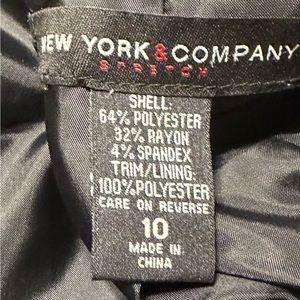 NEW YORK & COMPANY
STRETCH
SHELL:
64% POLYESTER
32% RAYON
4% SPANDEX
TRIM/LINING:
100% POLYESTER
CARE ON REVERSE
10
MADE IN
CHINA